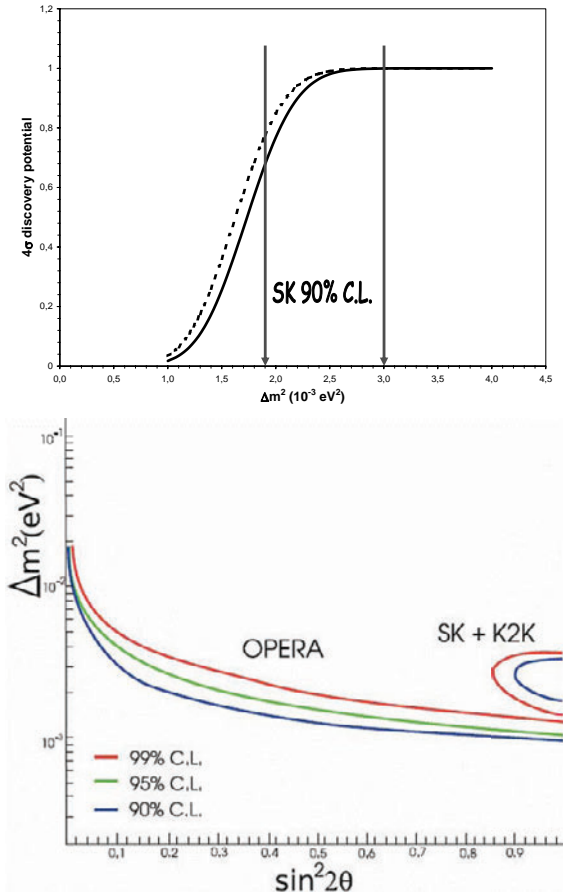 1,2
1
0,8
0,6
0,4
0,2
0
4σ discovery potential
SK 90% C.L.
0,0 0,5 1,0 1,5 2,0 2,5 3,0 3,5 4,0 4,5
Δm² (10⁻³ eV²)
10⁻¹
10⁻²
10⁻³
Δm²(eV²)
OPERA
SK + K2K
99% C.L.
95% C.L.
90% C.L.
0,1 0.2 0.3 0.4 0.5 0.6 0.7 0.8 0.9
sin²2θ